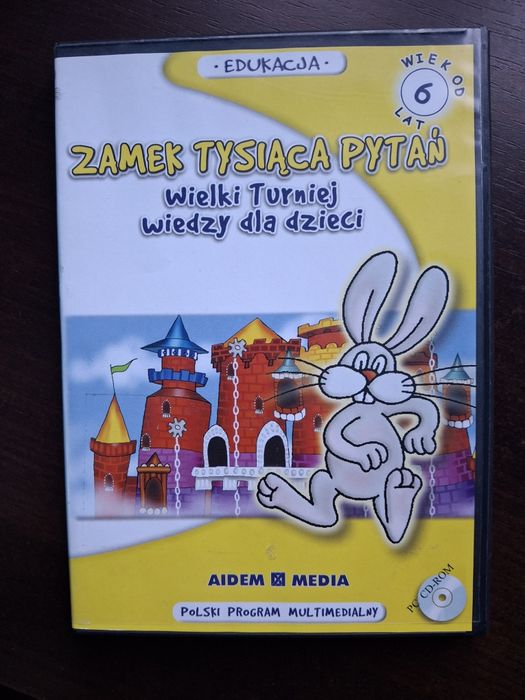 • EDUKACJA •
WIEK OD
6
LAT
ZAMEK TYSIĄCA PYTAŃ
Wielki Turniej
wiedzy dla dzieci
AIDEM MEDIA
PC CD-ROM
POLSKI PROGRAM MULTIMEDIALNY